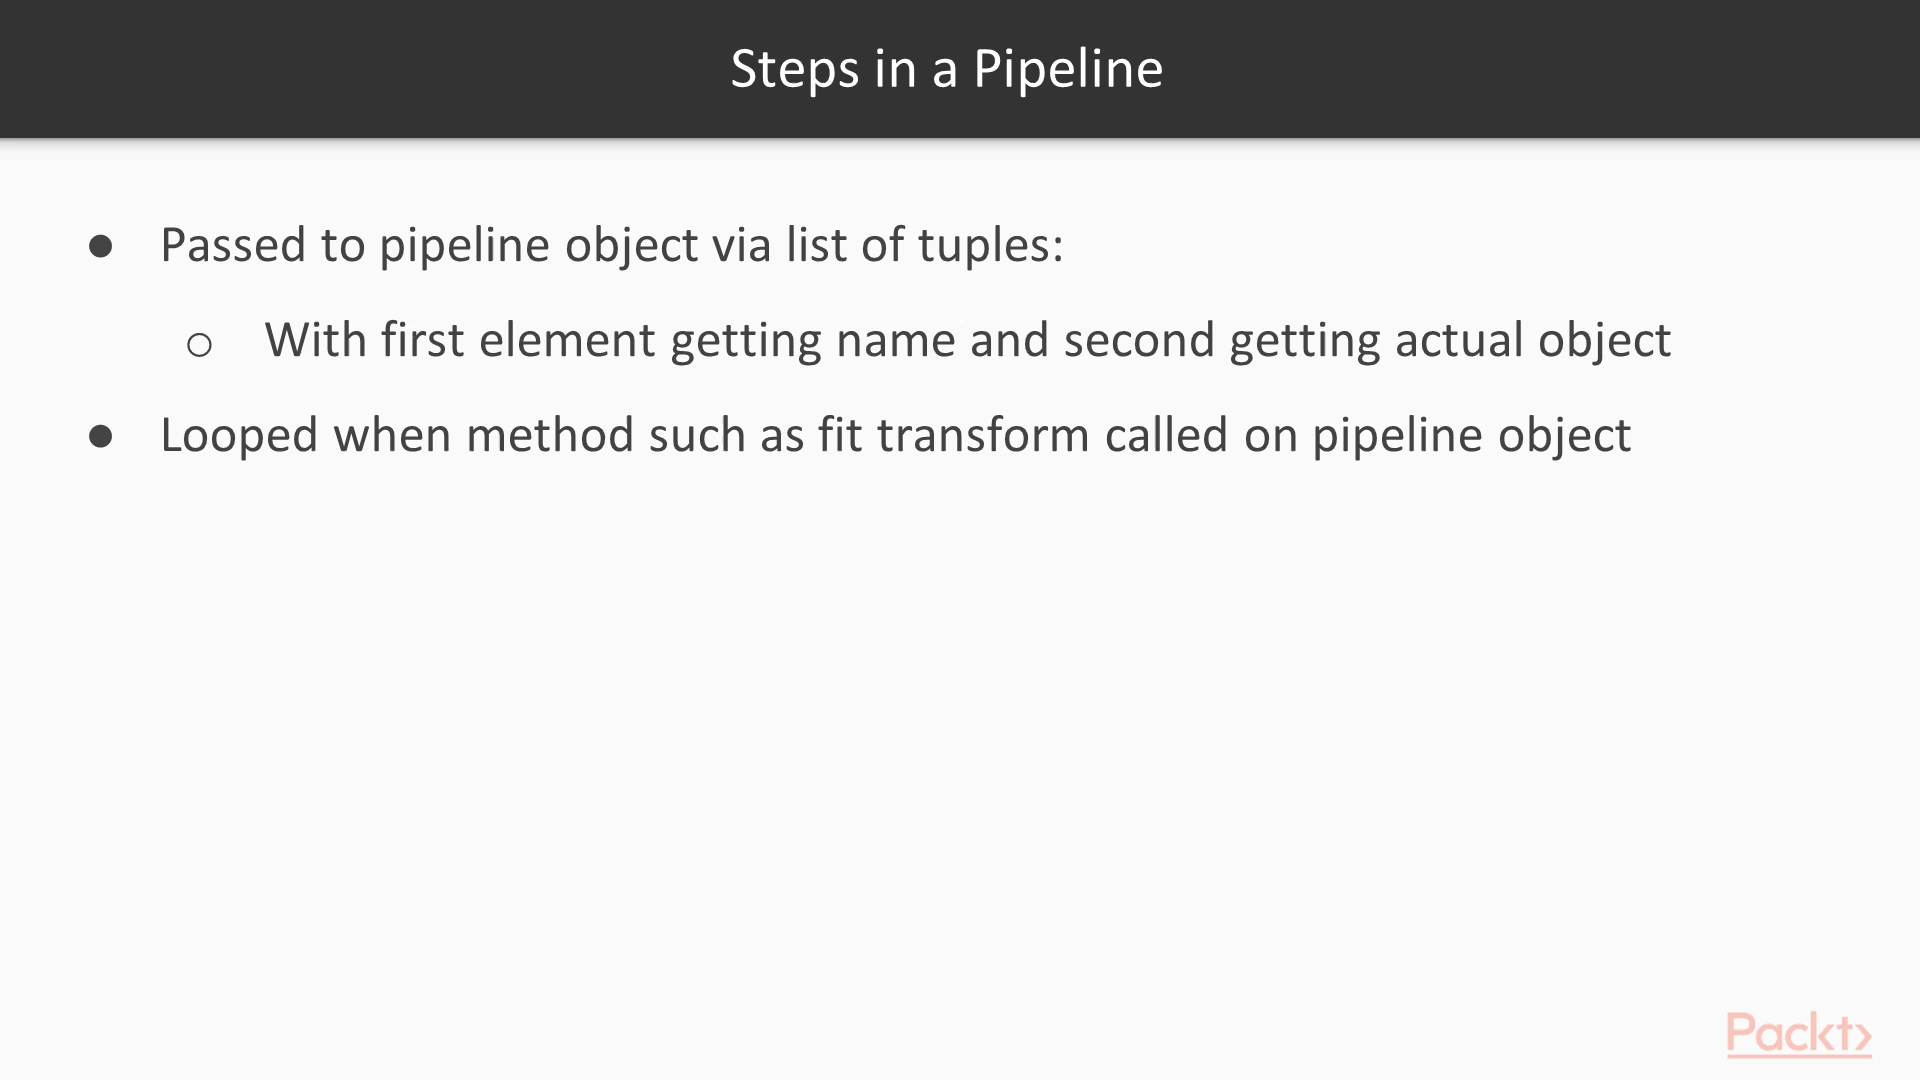 Steps in a Pipeline
● Passed to pipeline object via list of tuples:
○ With first element getting name and second getting actual object
● Looped when method such as fit transform called on pipeline object
Packt>